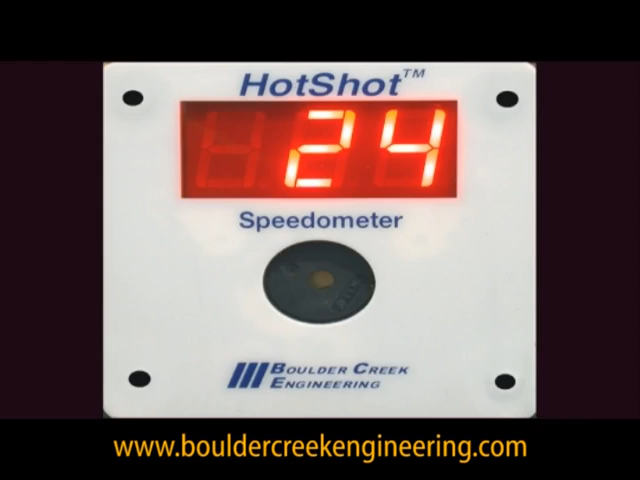 HotShot™
24
Speedometer
BOULDER CREEK
ENGINEERING
www.bouldercreekengineering.com